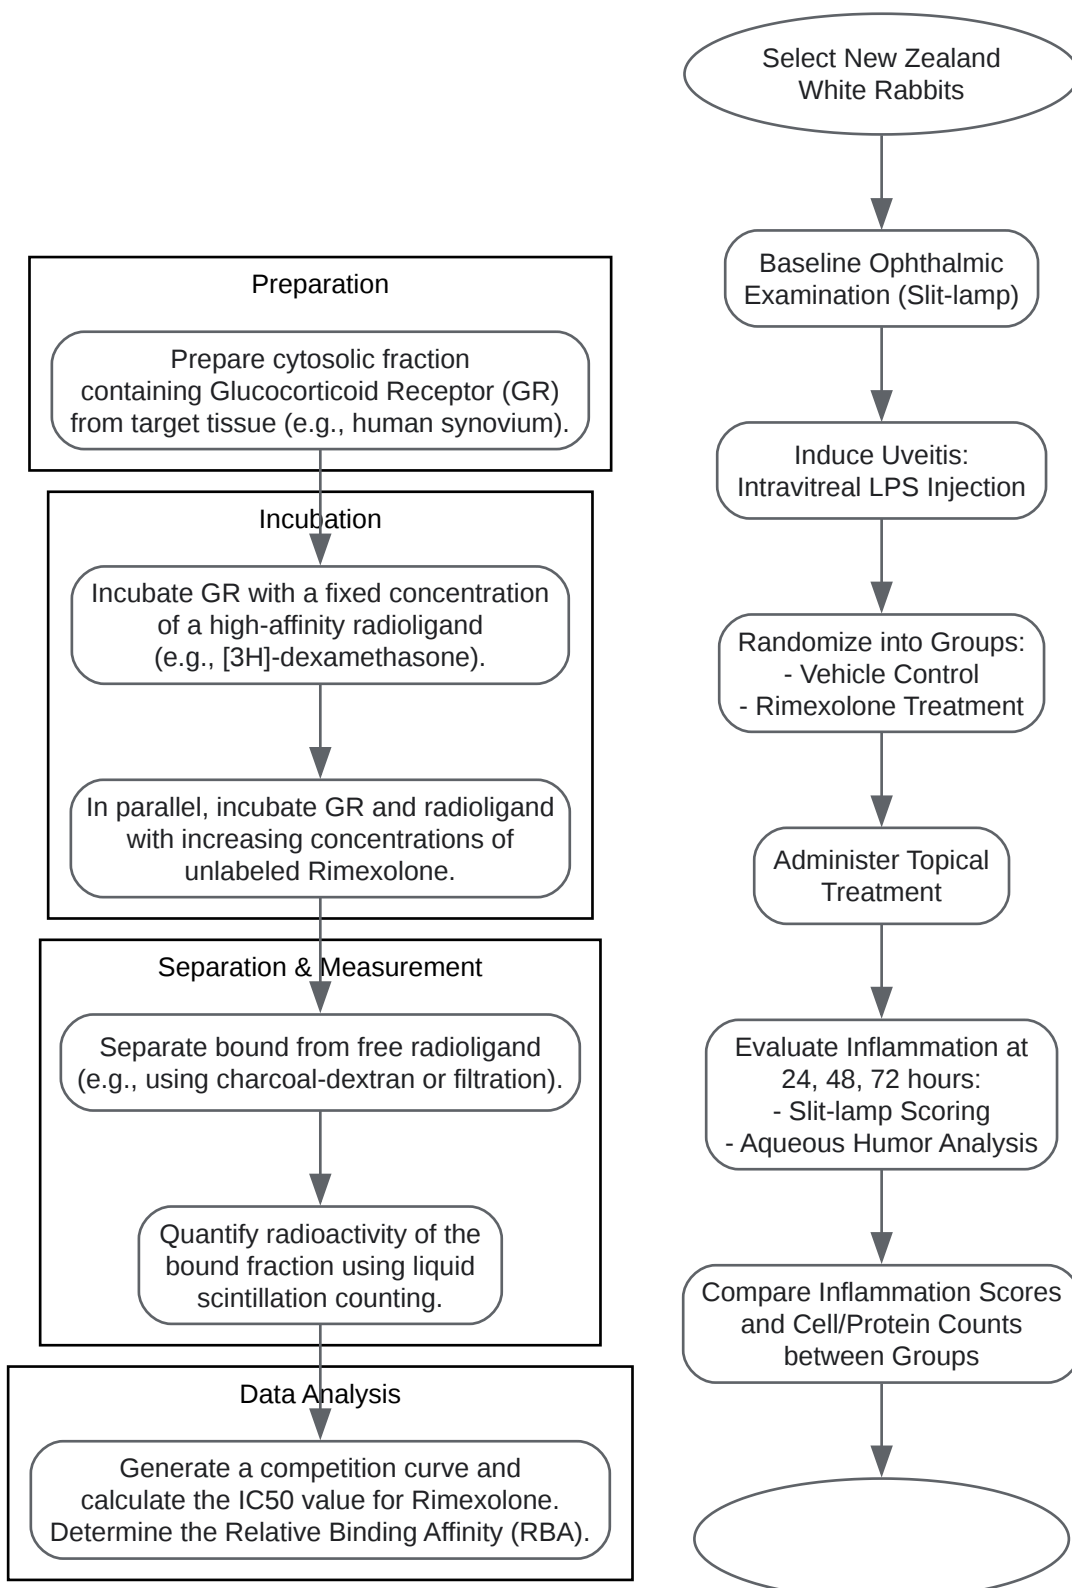 Preparation
Prepare cytosolic fraction
containing Glucocorticoid Receptor (GR)
from target tissue (e.g., human synovium).
Incubation
Incubate GR with a fixed concentration
of a high-affinity radioligand
(e.g., [3H]-dexamethasone).
In parallel, incubate GR and radioligand
with increasing concentrations of
unlabeled Rimexolone.
Separation & Measurement
Separate bound from free radioligand
(e.g., using charcoal-dextran or filtration).
Quantify radioactivity of the
bound fraction using liquid
scintillation counting.
Data Analysis
Generate a competition curve and
calculate the IC50 value for Rimexolone.
Determine the Relative Binding Affinity (RBA).
Select New Zealand
White Rabbits
Baseline Ophthalmic
Examination (Slit-lamp)
Induce Uveitis:
Intravitreal LPS Injection
Randomize into Groups:
- Vehicle Control
- Rimexolone Treatment
Administer Topical
Treatment
Evaluate Inflammation at
24, 48, 72 hours:
- Slit-lamp Scoring
- Aqueous Humor Analysis
Compare Inflammation Scores
and Cell/Protein Counts
between Groups